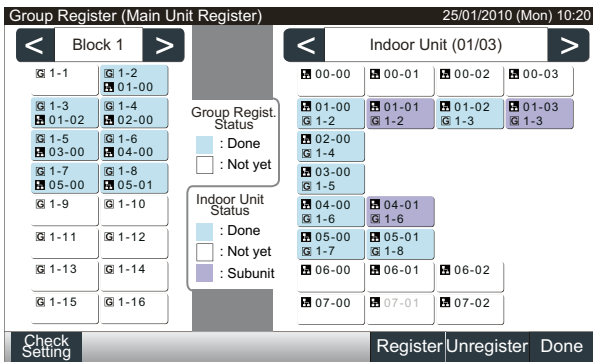 Group Register (Main Unit Register) 25/01/2010 (Mon) 10:20
< Block 1 >
G 1-1 G 1-2
01-00
G 1-3 G 1-4
01-02 02-00
G 1-5 G 1-6
03-00 04-00
G 1-7 G 1-8
05-00 05-01
G 1-9 G 1-10
G 1-11 G 1-12
G 1-13 G 1-14
G 1-15 G 1-16
Group Regist.
Status
: Done
: Not yet
Indoor Unit
Status
: Done
: Not yet
: Subunit
< Indoor Unit (01/03) >
00-00 00-01 00-02 00-03
01-00 01-01 01-02 01-03
G 1-2 G 1-2 G 1-3 G 1-3
02-00
G 1-4
03-00
G 1-5
04-00 04-01
G 1-6 G 1-6
05-00 05-01
G 1-7 G 1-8
06-00 06-01 06-02
07-00 07-01 07-02
Check
Setting
Register Unregister Done